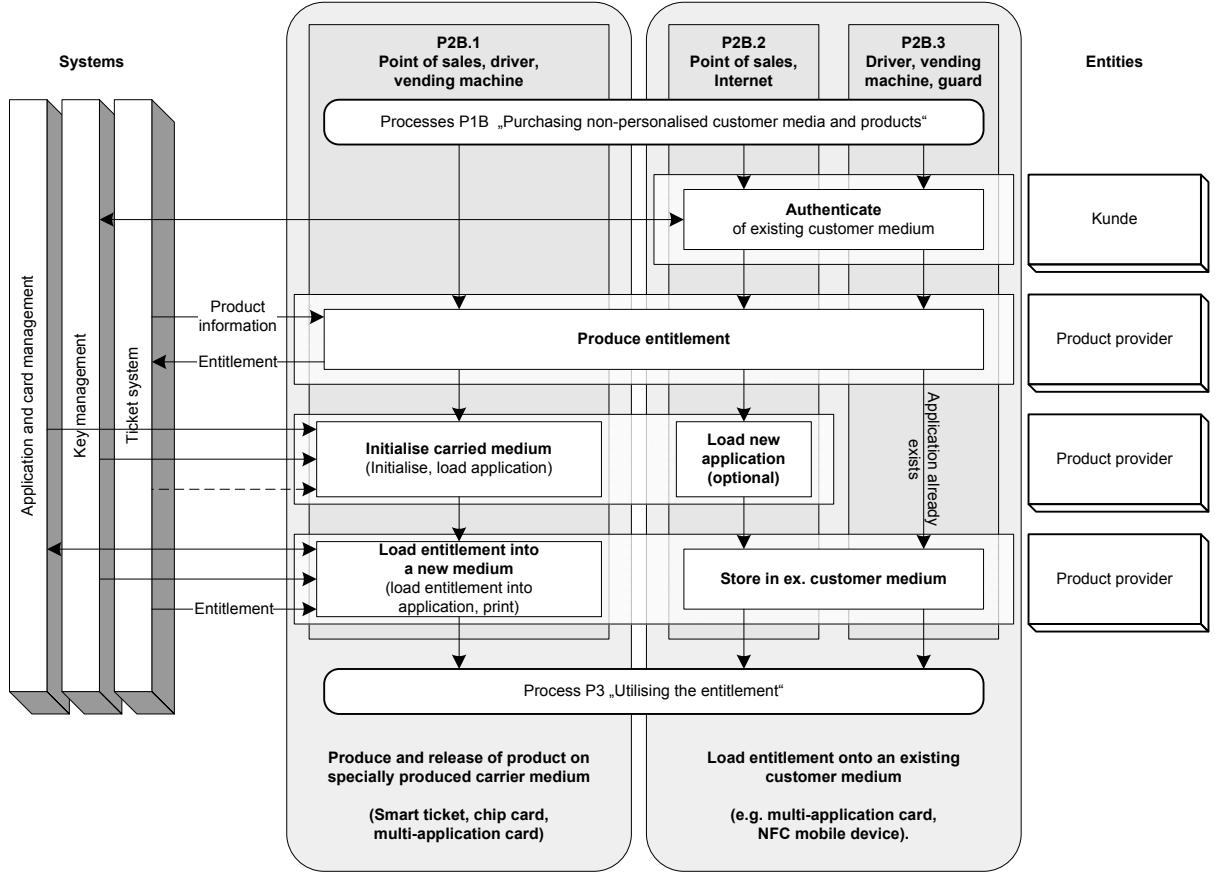 P2B.1
Point of sales, driver,
vending machine
P2B.2
Point of sales,
Internet
P2B.3
Driver, vending
machine, guard
Systems
Entities
Processes P1B „Purchasing non-personalised customer media and products“
Authenticate
of existing customer medium
Kunde
Application and card management
Key management
Ticket system
Product
information
Entitlement
Produce entitlement
Product provider
Application already
exists
Initialise carried medium
(Initialise, load application)
Load new
application
(optional)
Product provider
Load entitlement into
a new medium
(load entitlement into
application, print)
Entitlement
Store in ex. customer medium
Product provider
Process P3 „Utilising the entitlement“
Produce and release of product on
specially produced carrier medium
(Smart ticket, chip card,
multi-application card)
Load entitlement onto an existing
customer medium
(e.g. multi-application card,
NFC mobile device).